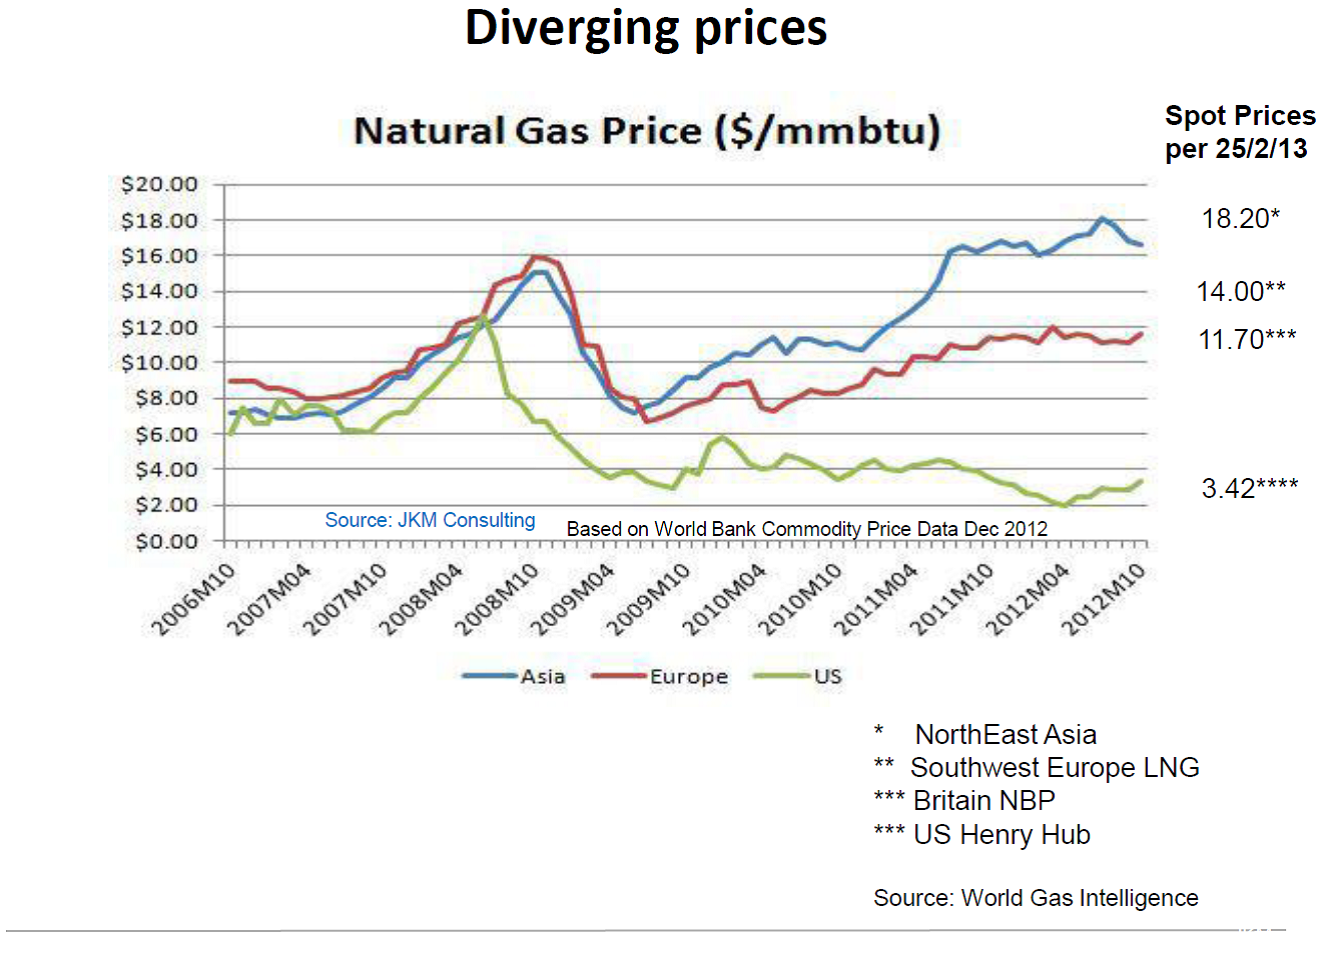 Diverging prices
Natural Gas Price ($/mmbtu)
Spot Prices
per 25/2/13
$20.00
$18.00
$16.00
$14.00
$12.00
$10.00
$8.00
$6.00
$4.00
$2.00
$0.00
18.20*
14.00**
11.70***
3.42****
Source: JKM Consulting
Based on World Bank Commodity Price Data Dec 2012
2006M10
2007M04
2007M10
2008M04
2008M10
2009M04
2009M10
2010M04
2010M10
2011M04
2011M10
2012M04
2012M10
Asia
Europe
US
* NorthEast Asia
** Southwest Europe LNG
*** Britain NBP
*** US Henry Hub
Source: World Gas Intelligence